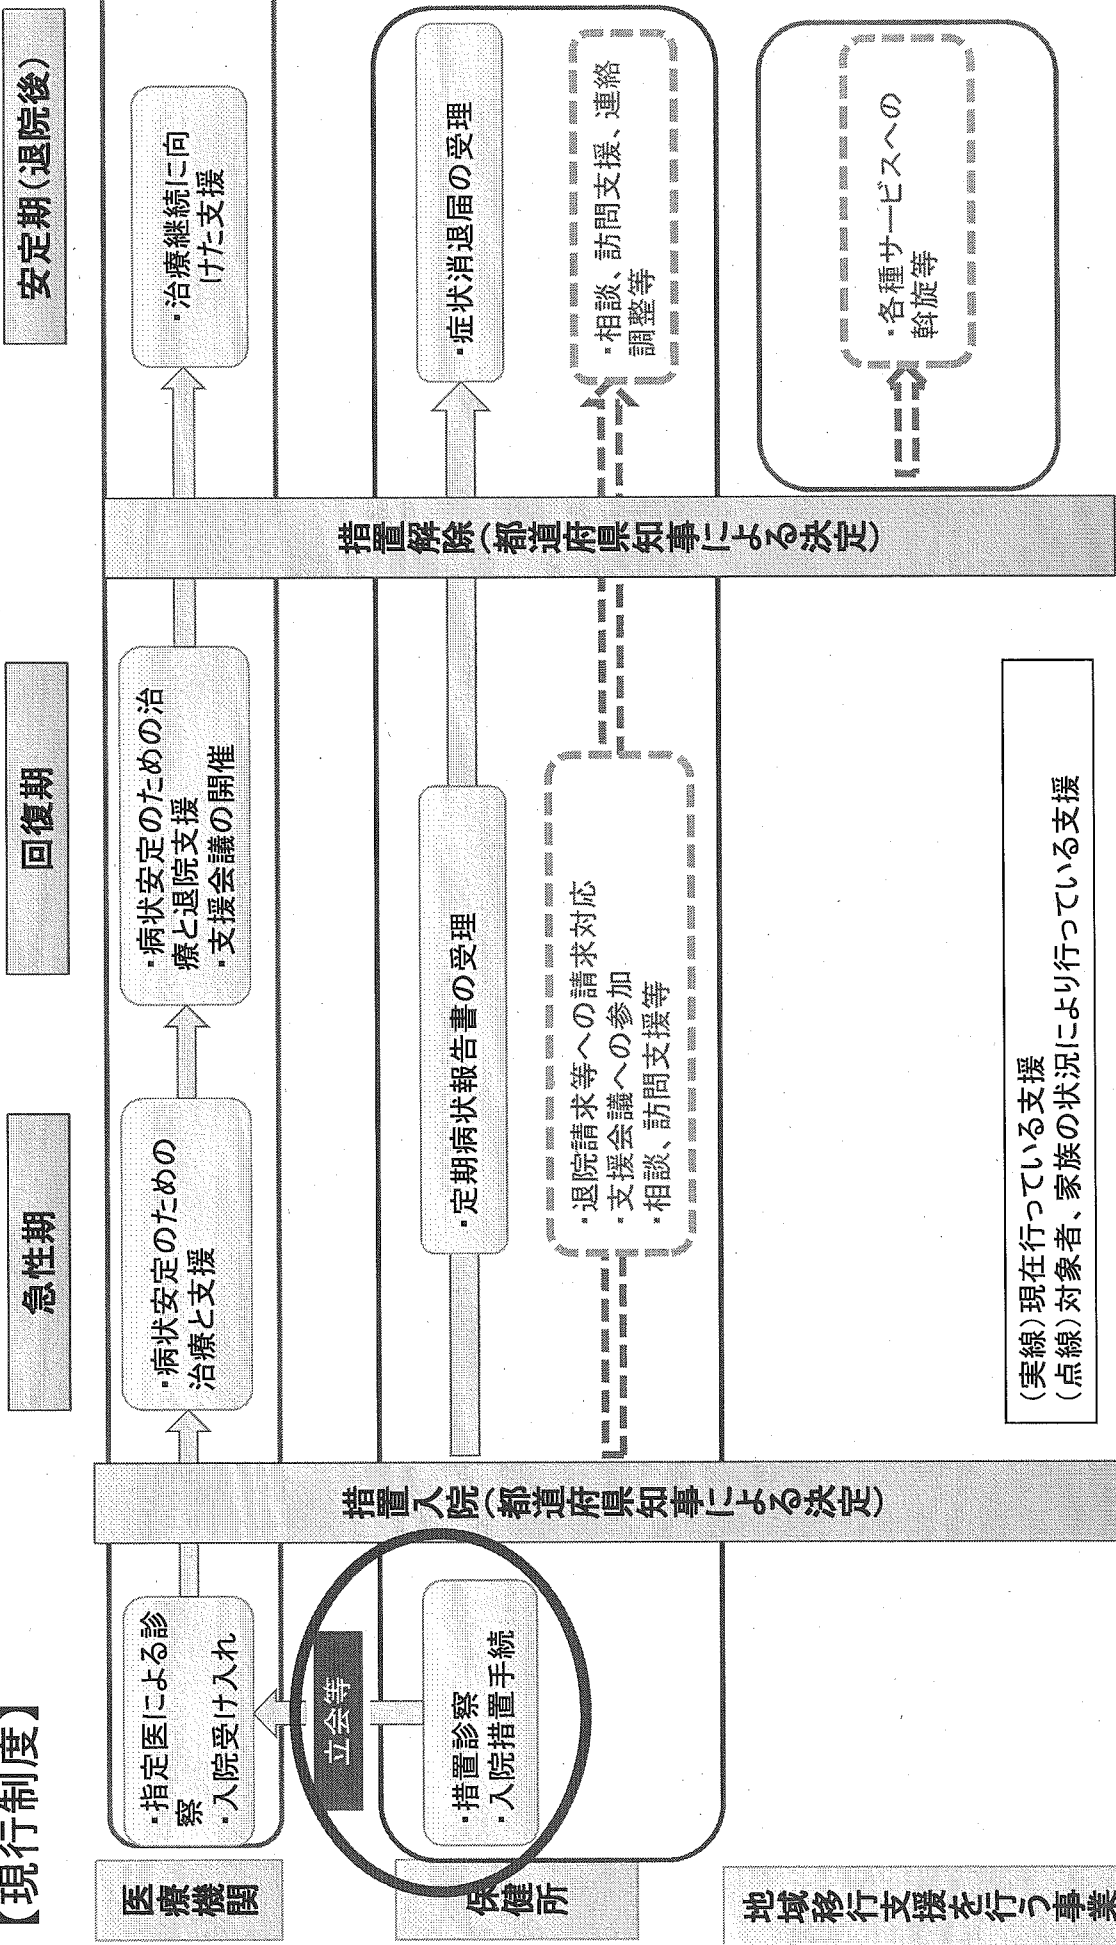 【現行制度】
急性期
回復期
安定期(退院後)
医療機関
・指定医による診
察
・入院受け入れ
・病状安定のための
治療と支援
・病状安定のための治
療と退院支援
・支援会議の開催
・治療継続に向
けた支援
立会等
保健所
・措置診察
・入院措置手続
措置入院(都道府県知事による決定)
・定期病状報告書の受理
・退院請求等への請求対応
・支援会議への参加
・相談、訪問支援等
措置解除(都道府県知事による決定)
・症状消退届の受理
・相談、訪問支援、連絡
調整等
地域移行支援を行う事業
・各種サービスへの
斡旋等
(実線)現在行っている支援
(点線)対象者、家族の状況により行っている支援